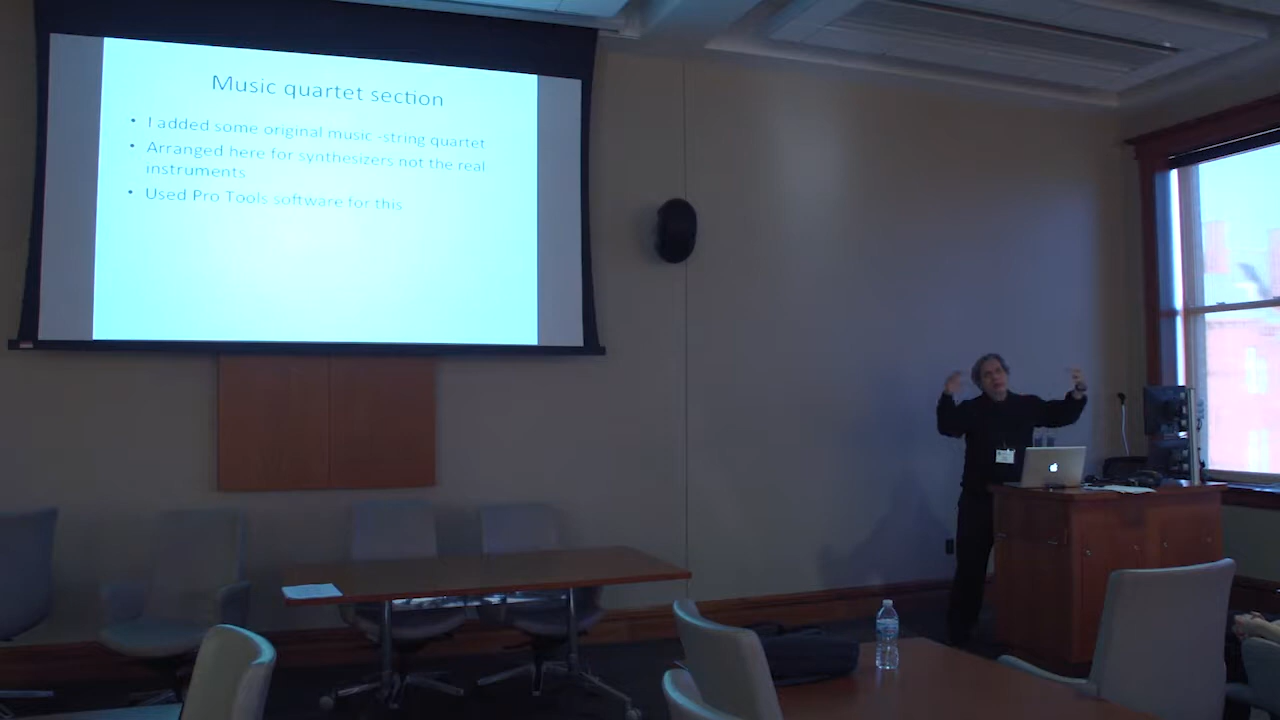 Music quartet section
• I added some original music -string quartet
• Arranged here for synthesizers not the real
instruments
• Used Pro Tools software for this